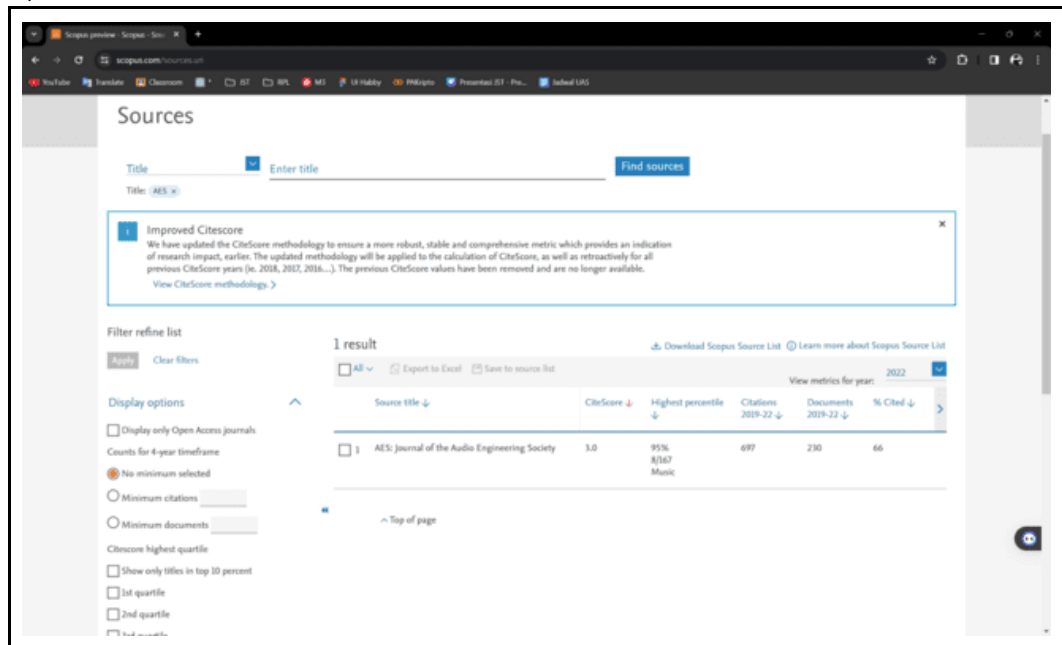 Scopus preview - Scopus - Sou
scopus.com/sources.uri
YouTube Translate Classroom IST RPL M3 Ui Habby PAKripto Presentasi IST - Pre... Jadwal UAS
Sources
Title Enter title Find sources
Title: AES ×
Improved Citescore
We have updated the CiteScore methodology to ensure a more robust, stable and comprehensive metric which provides an indication
of research impact, earlier. The updated methodology will be applied to the calculation of CiteScore, as well as retroactively for all
previous CiteScore years (ie. 2018, 2017, 2016...). The previous CiteScore values have been removed and are no longer available.
View CiteScore methodology. >
Filter refine list
Apply Clear filters
1 result
Download Scopus Source List Learn more about Scopus Source List
All Export to Excel Save to source list
View metrics for year: 2022
Display options
Source title CiteScore Highest percentile Citations 2019-22 Documents 2019-22 % Cited
Display only Open Access journals
Counts for 4-year timeframe
1 AES: Journal of the Audio Engineering Society 3.0 95% 697 230 66
8/167
Music
No minimum selected
Minimum citations
Minimum documents
Top of page
Citescore highest quartile
Show only titles in top 10 percent
1st quartile
2nd quartile
3rd quartile